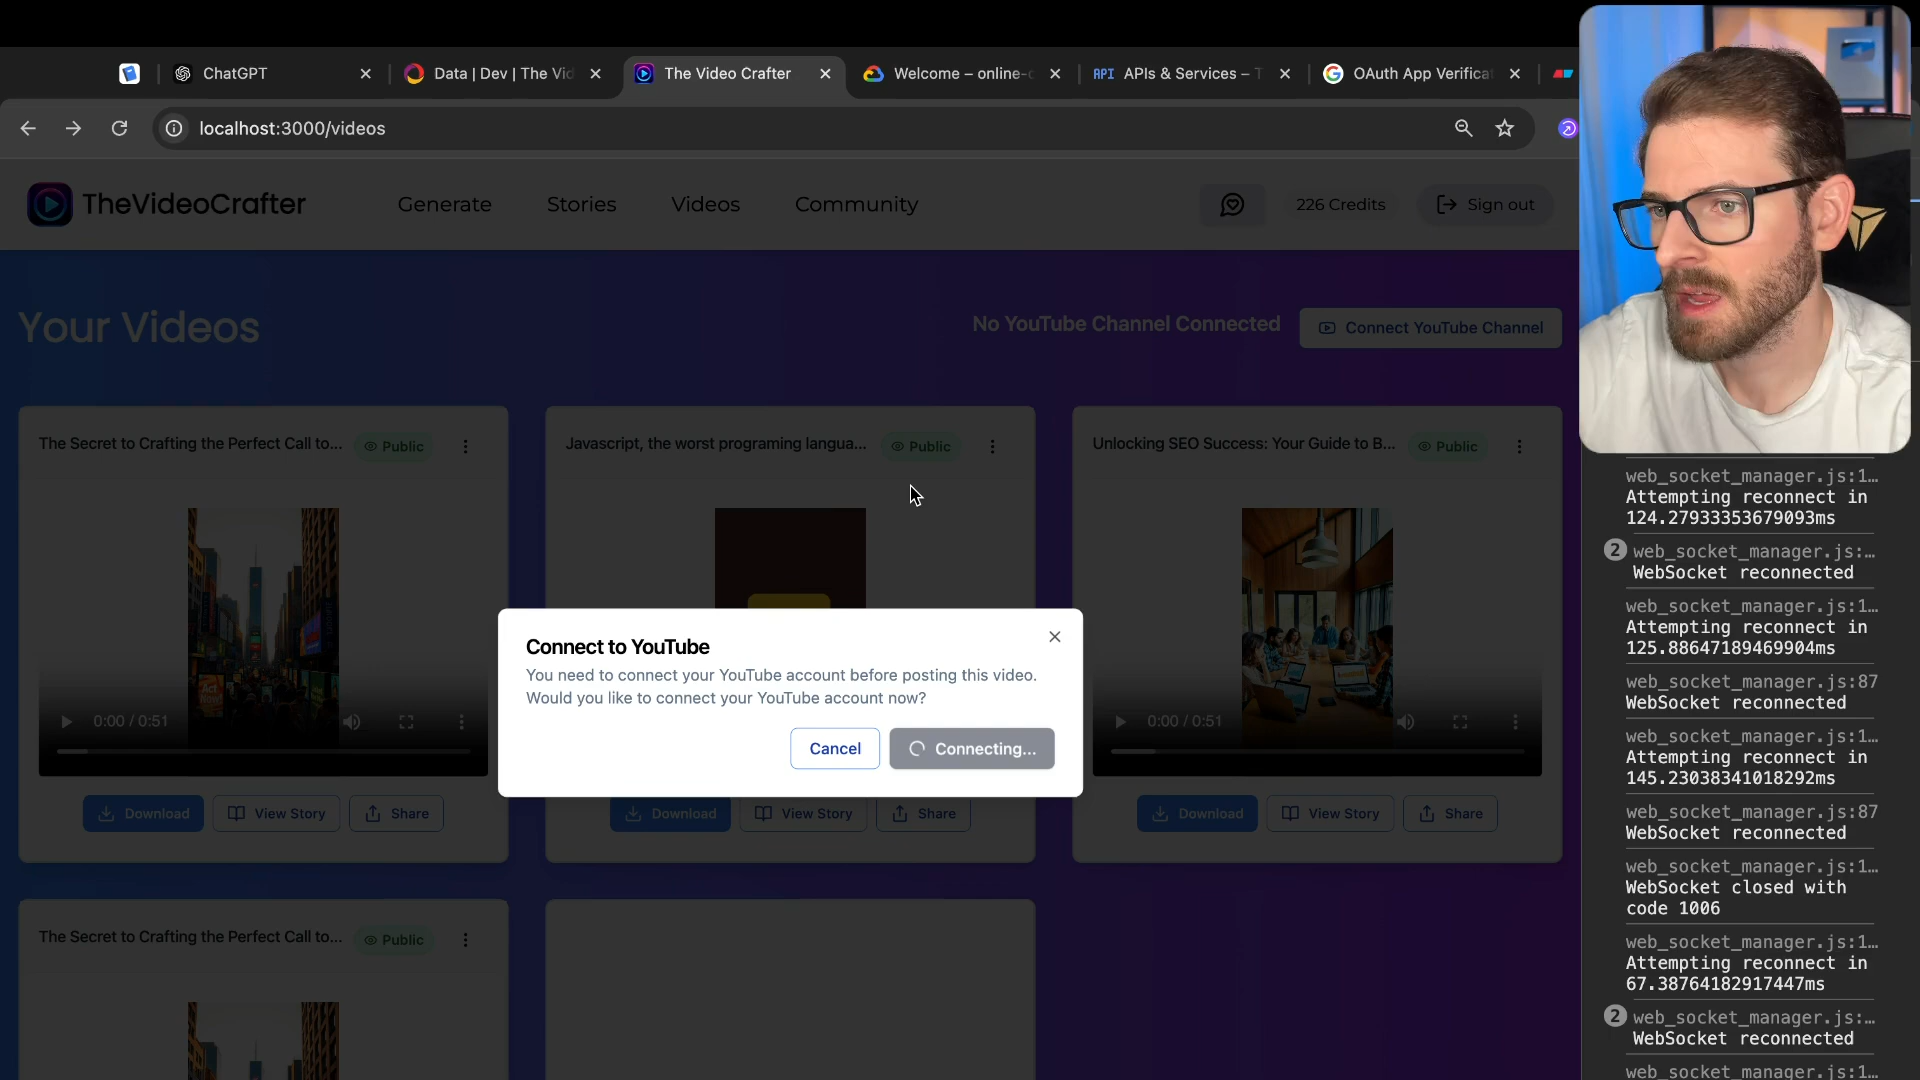 ChatGPT
Data | Dev | The Vid
The Video Crafter
Welcome – online-c
API APIs & Services – T
OAuth App Verificat
localhost:3000/videos
TheVideoCrafter
Generate
Stories
Videos
Community
226 Credits
Sign out
Your Videos
No YouTube Channel Connected
Connect YouTube Channel
The Secret to Crafting the Perfect Call to...
Public
Javascript, the worst programing langua...
Public
Unlocking SEO Success: Your Guide to B...
Public
0:00 / 0:51
0:00 / 0:51
Connect to YouTube
You need to connect your YouTube account before posting this video.
Would you like to connect your YouTube account now?
Cancel
Connecting...
Download
View Story
Share
Download
View Story
Share
Download
View Story
Share
The Secret to Crafting the Perfect Call to...
Public
web_socket_manager.js:1…
Attempting reconnect in
124.27933353679093ms
2 web_socket_manager.js:…
WebSocket reconnected
web_socket_manager.js:1…
Attempting reconnect in
125.88647189469904ms
web_socket_manager.js:87
WebSocket reconnected
web_socket_manager.js:1…
Attempting reconnect in
145.23038341018292ms
web_socket_manager.js:87
WebSocket reconnected
web_socket_manager.js:1…
WebSocket closed with
code 1006
web_socket_manager.js:1…
Attempting reconnect in
67.38764182917447ms
2 web_socket_manager.js:…
WebSocket reconnected
web_socket_manager.js:1…